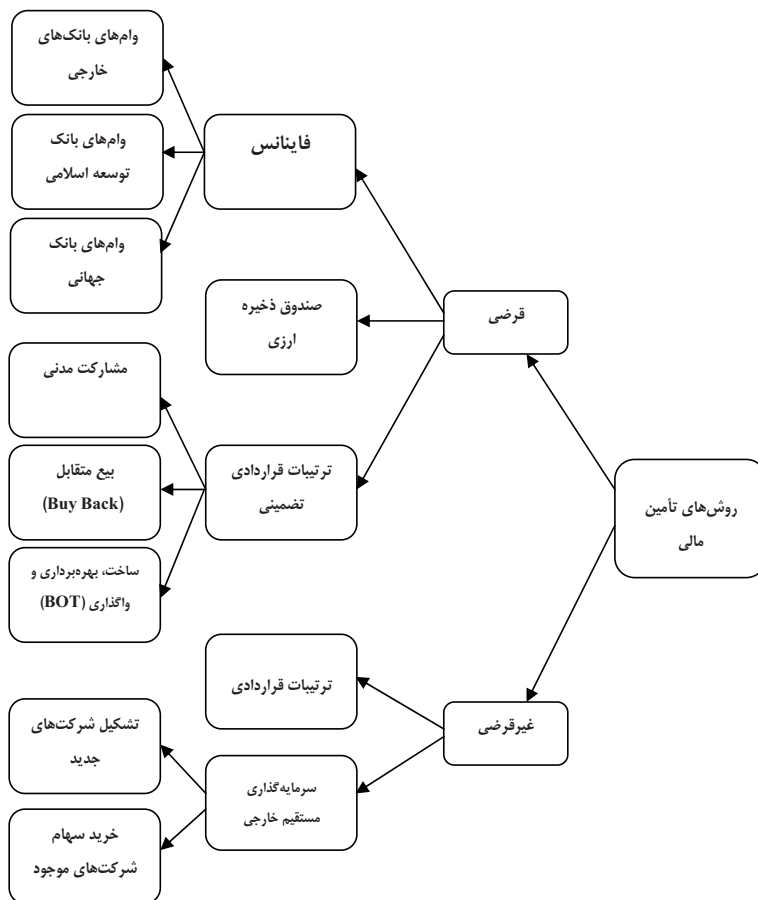 روش‌های تأمین
مالی
قرضی
فاینانس
وام‌های بانک‌های
خارجی
وام‌های بانک
توسعه اسلامی
وام‌های بانک
جهانی
صندوق ذخیره
ارزی
ترتیبات قراردادی
تضمینی
مشارکت مدنی
بیع متقابل
(Buy Back)
ساخت، بهره‌برداری و
واگذاری (BOT)
غیرقرضی
ترتیبات قراردادی
سرمایه‌گذاری
مستقیم خارجی
تشکیل شرکت‌های
جدید
خرید سهام
شرکت‌های موجود